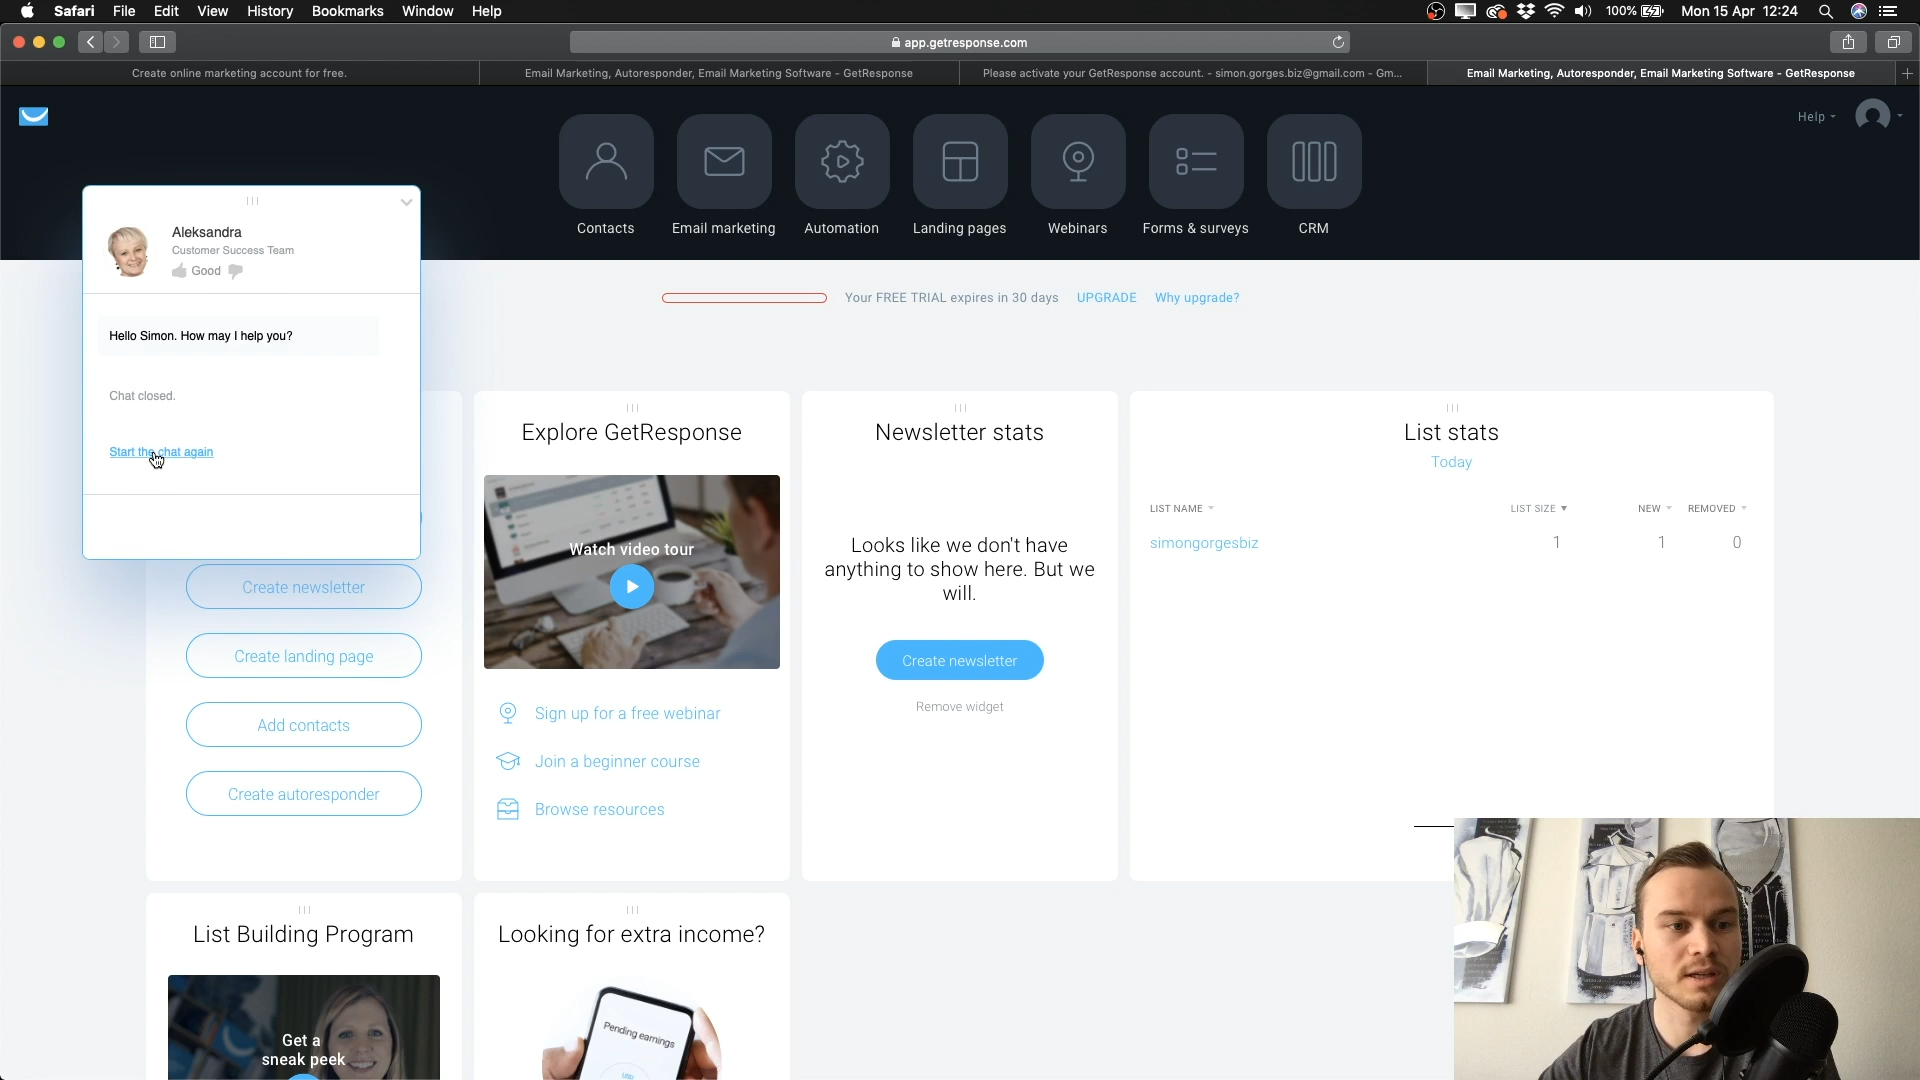 Safari File Edit View History Bookmarks Window Help
100% Mon 15 Apr 12:24
app.getresponse.com
Create online marketing account for free.
Email Marketing, Autoresponder, Email Marketing Software - GetResponse
Please activate your GetResponse account. - simon.gorges.biz@gmail.com - Gm...
Email Marketing, Autoresponder, Email Marketing Software - GetResponse
Help
Contacts
Email marketing
Automation
Landing pages
Webinars
Forms & surveys
CRM
Aleksandra
Customer Success Team
Good
Hello Simon. How may I help you?
Chat closed.
Start the chat again
Your FREE TRIAL expires in 30 days UPGRADE Why upgrade?
Create newsletter
Create landing page
Add contacts
Create autoresponder
Explore GetResponse
Watch video tour
Sign up for a free webinar
Join a beginner course
Browse resources
Newsletter stats
Looks like we don't have
anything to show here. But we
will.
Create newsletter
Remove widget
List stats
Today
LIST NAME LIST SIZE NEW REMOVED
simongorgesbiz 1 1 0
List Building Program
Get a
sneak peek
Looking for extra income?
Pending earnings
USD